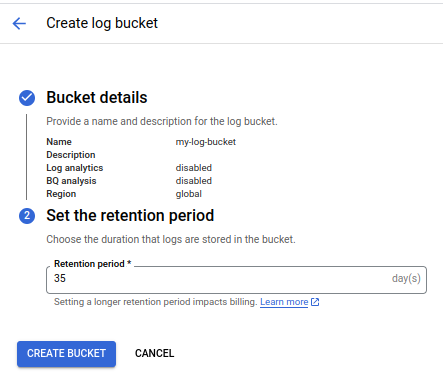 Create log bucket
Bucket details
Provide a name and description for the log bucket.
Name my-log-bucket
Description
Log analytics disabled
BQ analysis disabled
Region global
2 Set the retention period
Choose the duration that logs are stored in the bucket.
Retention period *
35 day(s)
Setting a longer retention period impacts billing. Learn more
CREATE BUCKET CANCEL